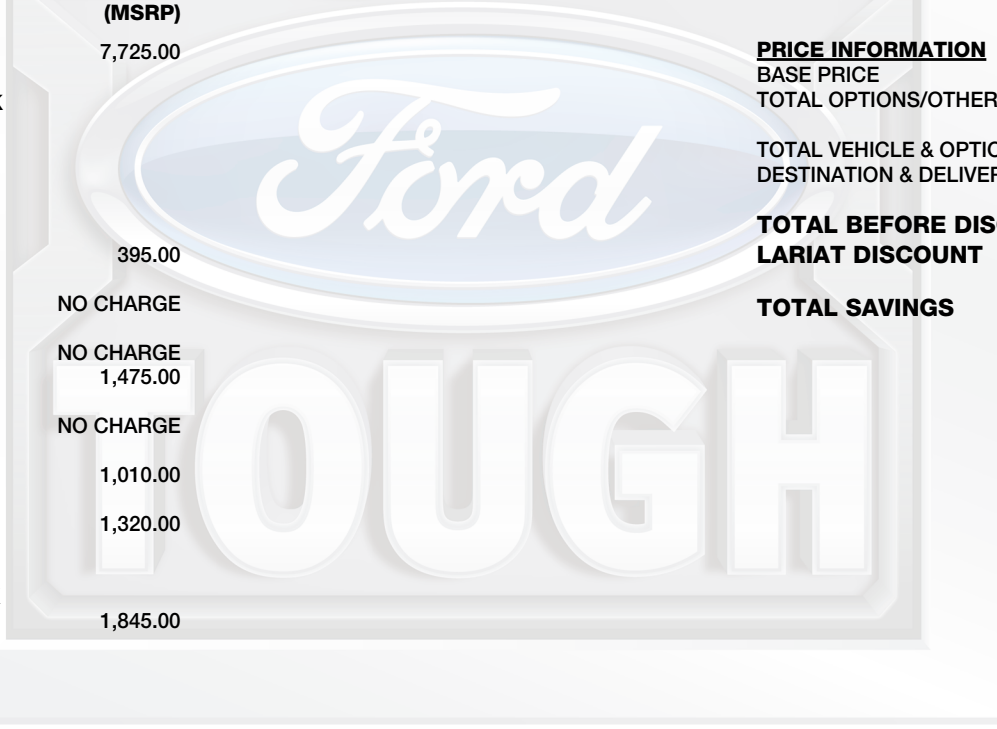 (MSRP)
7,725.00
395.00
NO CHARGE
NO CHARGE
1,475.00
NO CHARGE
1,010.00
1,320.00
1,845.00
PRICE INFORMATION
BASE PRICE
TOTAL OPTIONS/OTHER
TOTAL VEHICLE & OPTIO
DESTINATION & DELIVER
TOTAL BEFORE DISC
LARIAT DISCOUNT
TOTAL SAVINGS
Ford
TOUGH